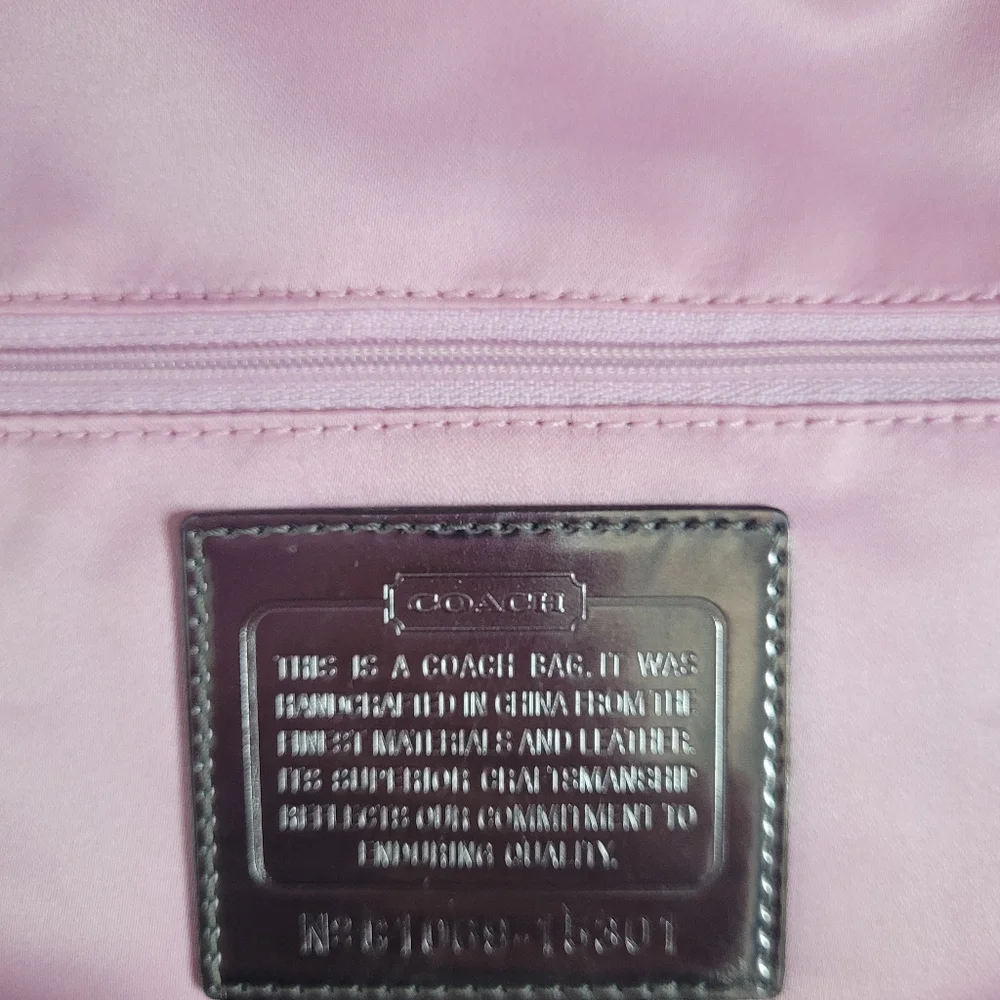 COACH
THIS IS A COACH BAG. IT WAS
HANDCRAFTED IN CHINA FROM THE
FINEST MATERIALS AND LEATHER.
ITS SUPERIOR CRAFTSMANSHIP
REFLECTS OUR COMMITMENT TO
ENDURING QUALITY.